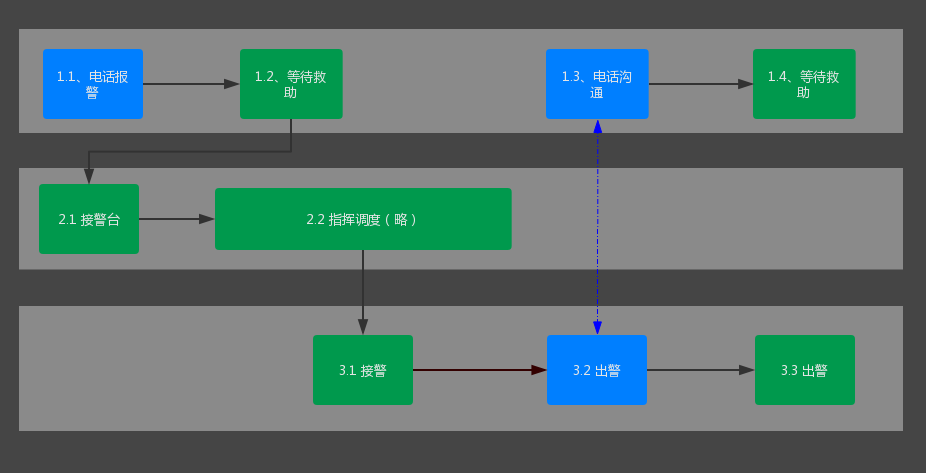 1.1、电话报
警
1.2、等待救
助
1.3、电话沟
通
1.4、等待救
助
2.1 接警台
2.2 指挥调度（略）
3.1 接警
3.2 出警
3.3 出警